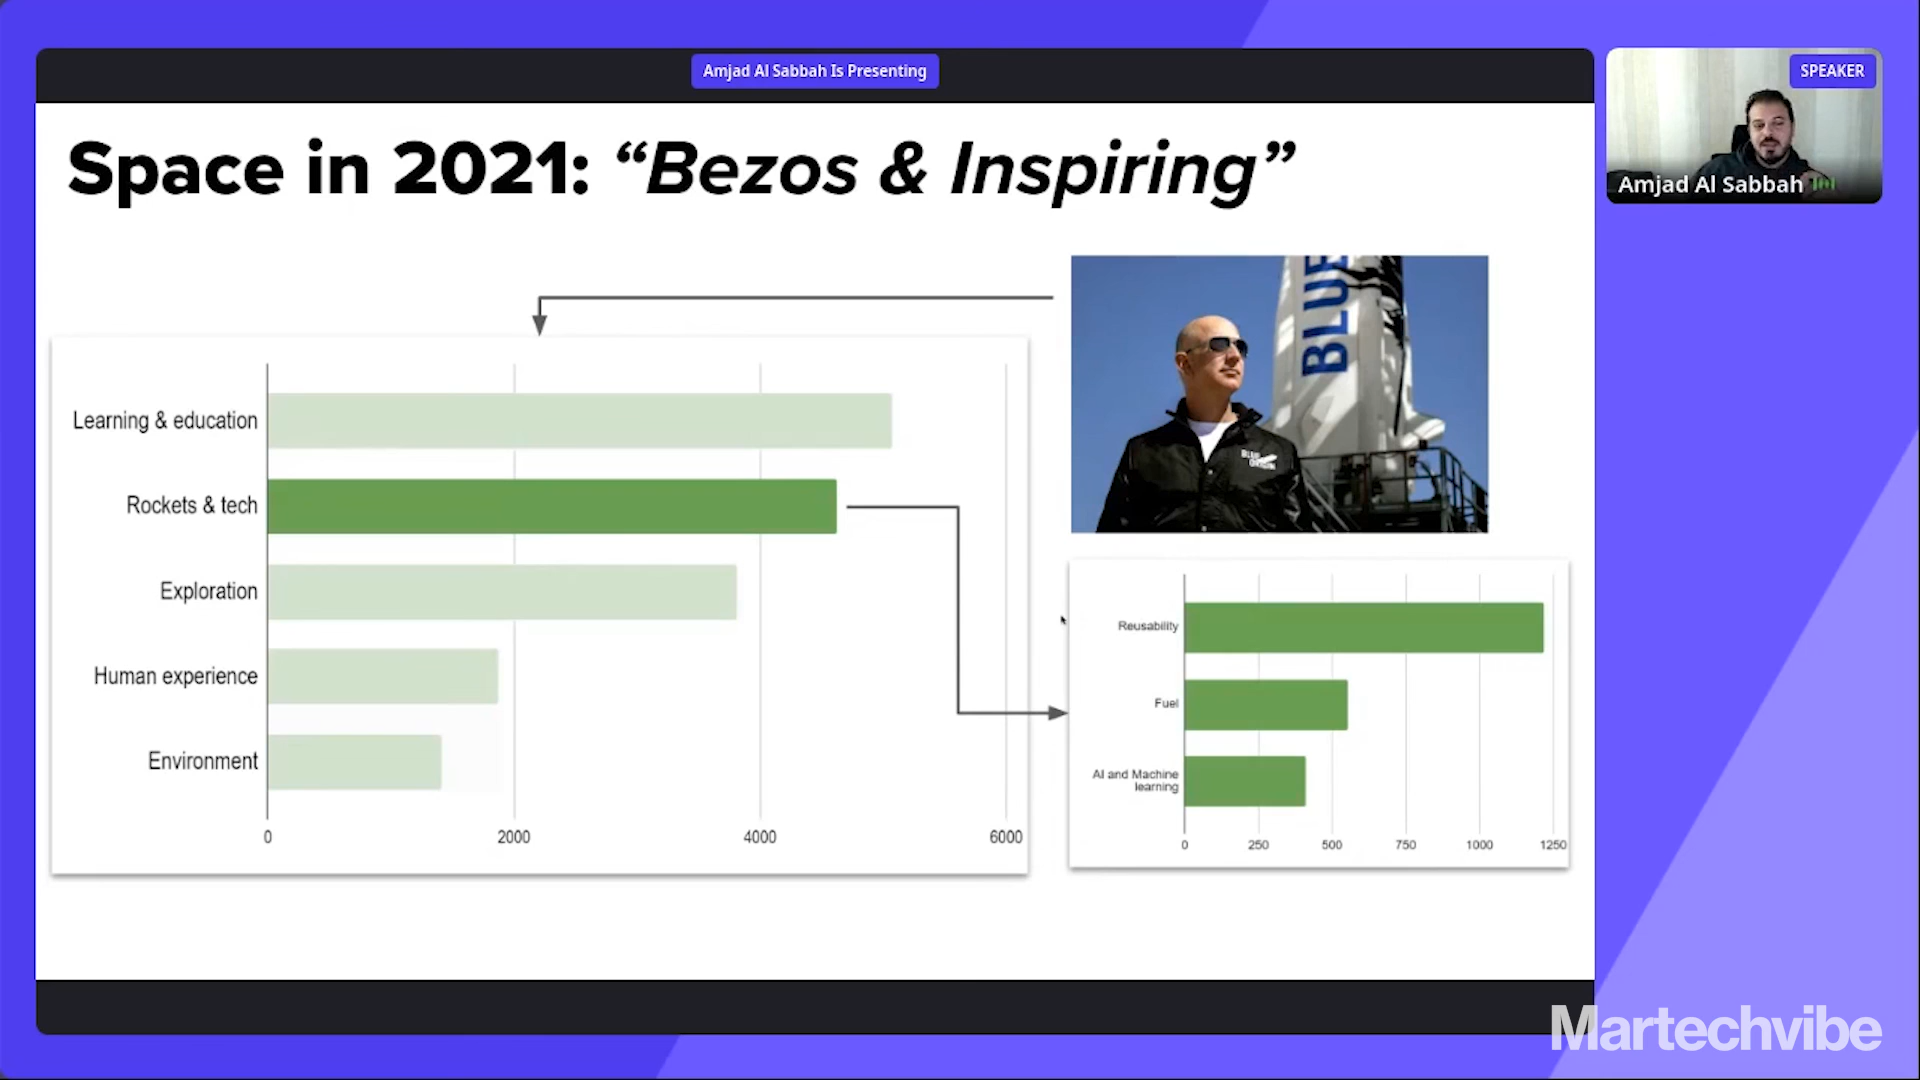 Amjad Al Sabbah Is Presenting
SPEAKER
Amjad Al Sabbah
Space in 2021: “Bezos & Inspiring”
BLUE
BLUE
ORIGIN
Learning & education
Rockets & tech
Exploration
Human experience
Environment
0 2000 4000 6000
Reusability
Fuel
AI and Machine
learning
0 250 500 750 1000 1250
Martechvibe